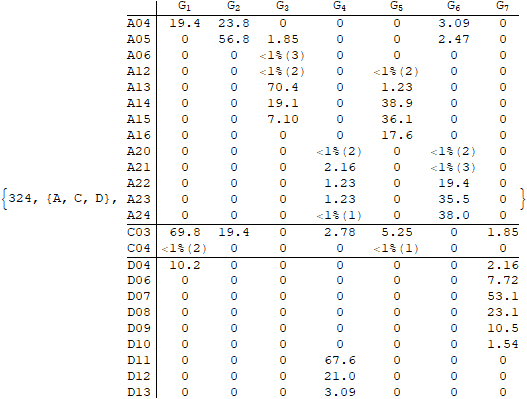 G1 G2 G3 G4 G5 G6 G7
A04 19.4 23.8 0 0 0 3.09 0
A05 0 56.8 1.85 0 0 2.47 0
A06 0 0 <1%(3) 0 0 0 0
A12 0 0 <1%(2) 0 <1%(2) 0 0
A13 0 0 70.4 0 1.23 0 0
A14 0 0 19.1 0 38.9 0 0
A15 0 0 7.10 0 36.1 0 0
A16 0 0 0 0 17.6 0 0
A20 0 0 0 <1%(2) 0 <1%(2) 0
A21 0 0 0 2.16 0 <1%(3) 0
A22 0 0 0 1.23 0 19.4 0
{324, {A, C, D}, A23 0 0 0 1.23 0 35.5 0 }
A24 0 0 0 <1%(1) 0 38.0 0
C03 69.8 19.4 0 2.78 5.25 0 1.85
C04 <1%(2) 0 0 0 <1%(1) 0 0
D04 10.2 0 0 0 0 0 2.16
D06 0 0 0 0 0 0 7.72
D07 0 0 0 0 0 0 53.1
D08 0 0 0 0 0 0 23.1
D09 0 0 0 0 0 0 10.5
D10 0 0 0 0 0 0 1.54
D11 0 0 0 67.6 0 0 0
D12 0 0 0 21.0 0 0 0
D13 0 0 0 3.09 0 0 0